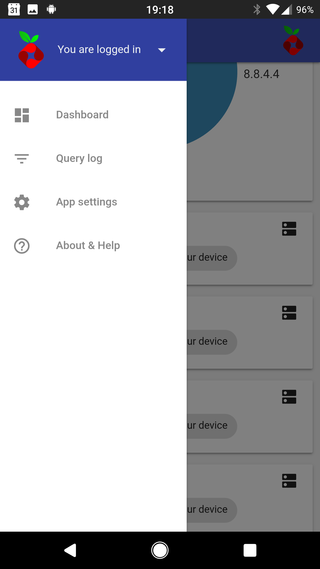 31 19:18 96%
You are logged in
8.8.4.4
Dashboard
Query log
App settings
About & Help
ur device
ur device
ur device
ur device